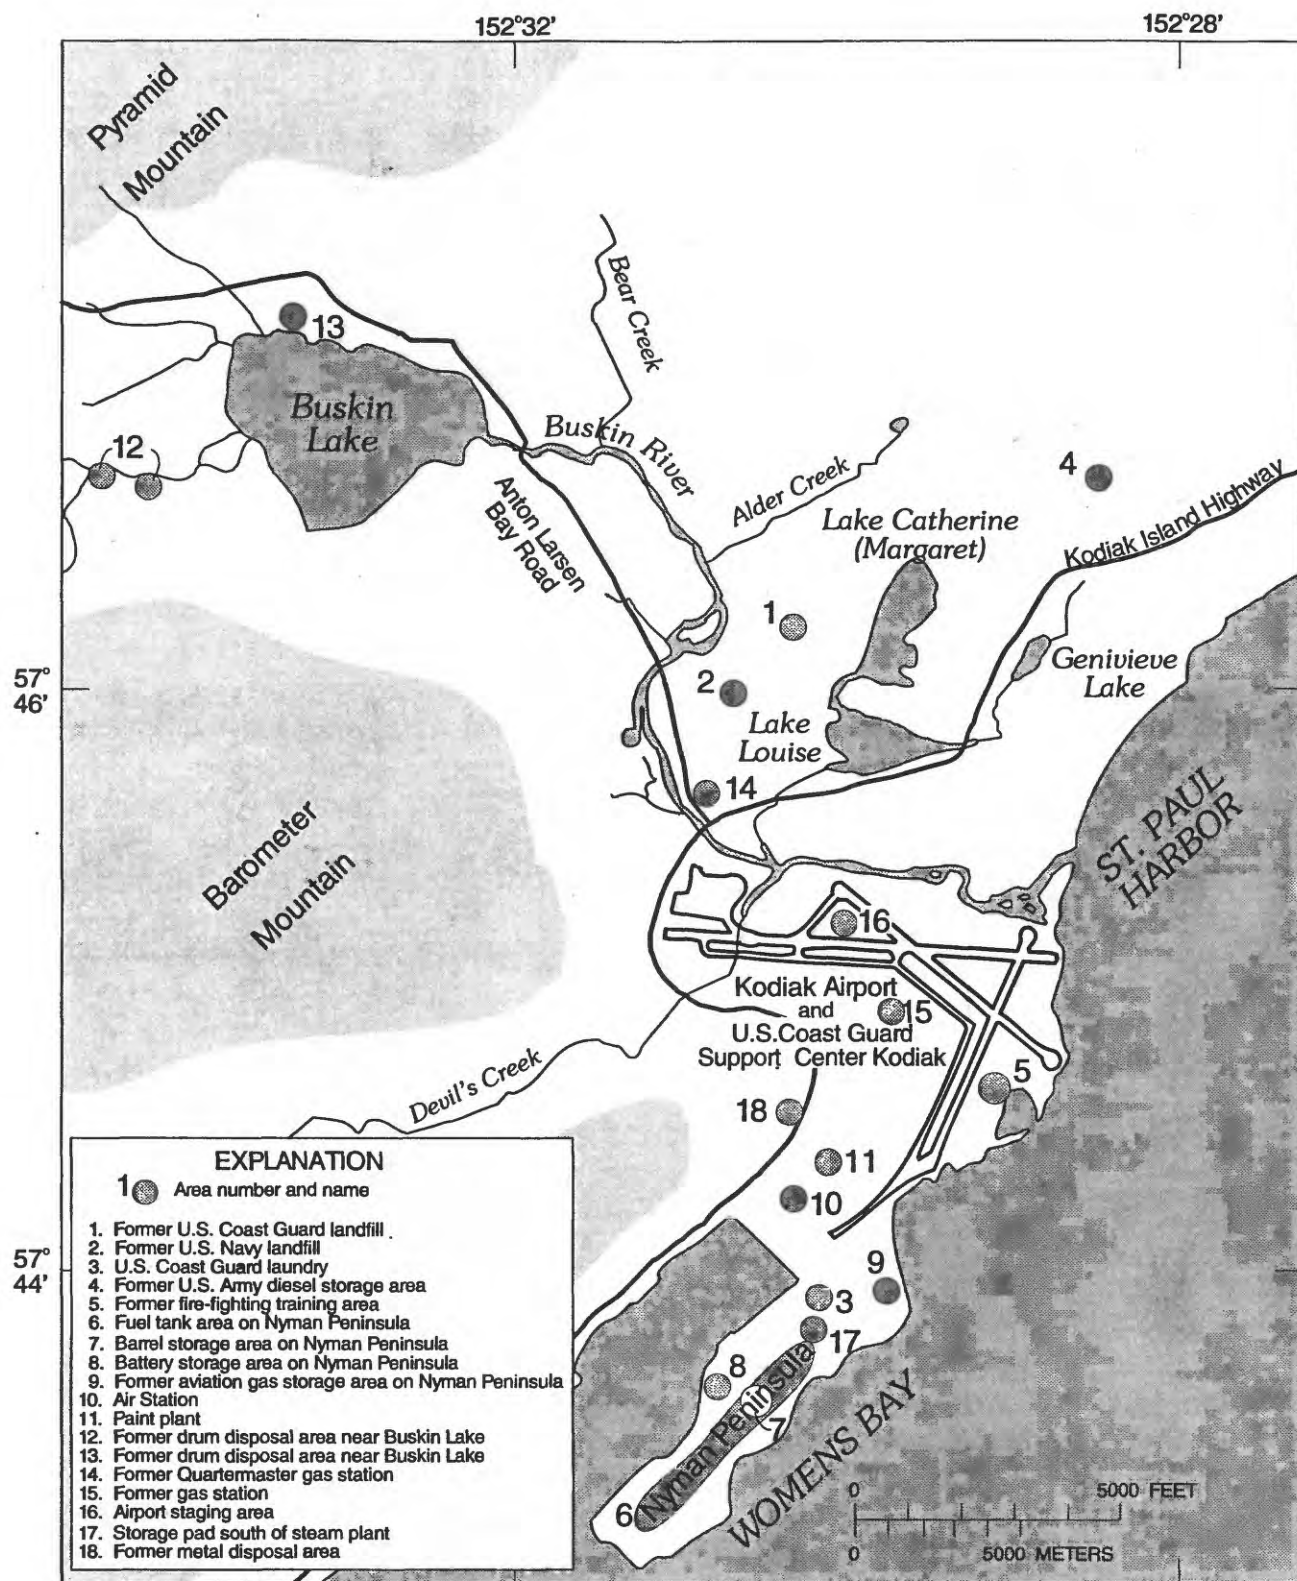 152°32'
152°28'
Pyramid
Mountain
Bear Creek
13
Buskin
Lake
Buskin River
12
Alder Creek
4
Anton Larsen
Bay Road
Lake Catherine
(Margaret)
Kodiak Island Highway
1
57°
46'
2
Genivieve
Lake
Lake
Louise
14
ST. PAUL
HARBOR
Barometer
Mountain
16
Kodiak Airport
and
U.S.Coast Guard
Support Center Kodiak
15
Devil's Creek
5
18
11
10
57°
44'
9
3
17
8
7
Nyman Peninsula
6
WOMENS BAY
EXPLANATION
1 Area number and name
1. Former U.S. Coast Guard landfill
2. Former U.S. Navy landfill
3. U.S. Coast Guard laundry
4. Former U.S. Army diesel storage area
5. Former fire-fighting training area
6. Fuel tank area on Nyman Peninsula
7. Barrel storage area on Nyman Peninsula
8. Battery storage area on Nyman Peninsula
9. Former aviation gas storage area on Nyman Peninsula
10. Air Station
11. Paint plant
12. Former drum disposal area near Buskin Lake
13. Former drum disposal area near Buskin Lake
14. Former Quartermaster gas station
15. Former gas station
16. Airport staging area
17. Storage pad south of steam plant
18. Former metal disposal area
0 5000 FEET
0 5000 METERS